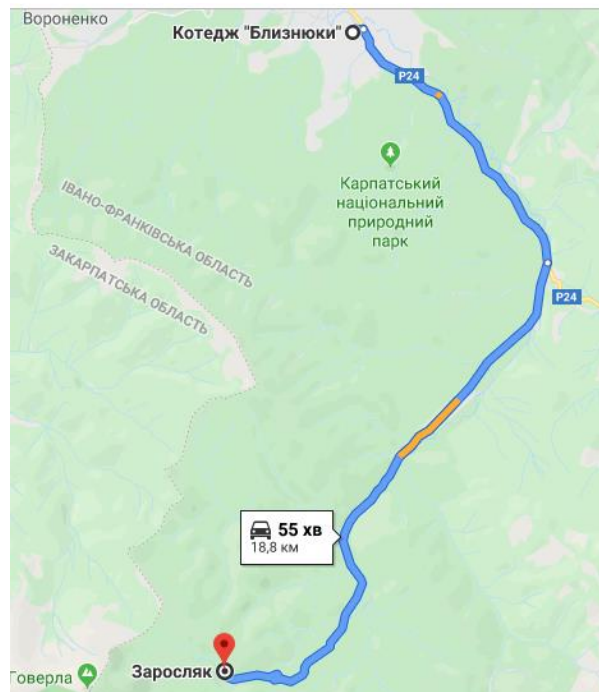 Вороненко
Котедж "Близнюки"
P24
Карпатський
національний
природний
парк
ІВАНО-ФРАНКІВСЬКА ОБЛАСТЬ
ЗАКАРПАТСЬКА ОБЛАСТЬ
P24
55 хв
18,8 км
Заросляк
Говерла